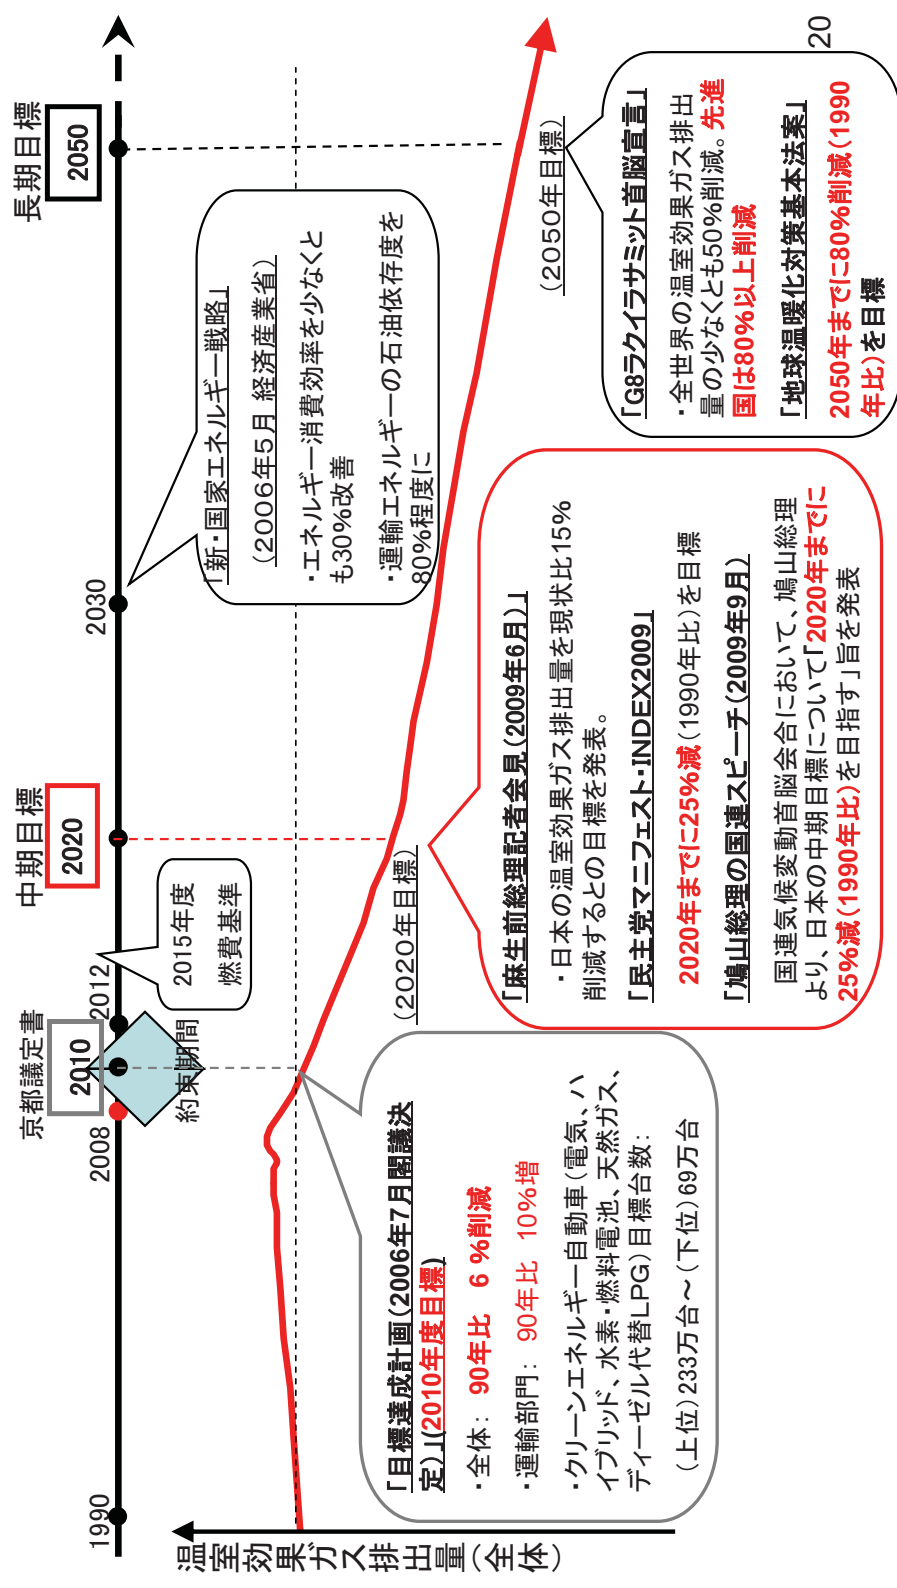 京都議定書
中期目標
長期目標
1990
2008
2010
2012
2020
2030
2050
約束期間
2015年度
燃費基準
「新・国家エネルギー戦略」
（2006年5月 経済産業省）
・エネルギー消費効率を少なくと
も30%改善
・運輸エネルギーの石油依存度を
80%程度に
温室効果ガス排出量(全体)
「目標達成計画(2006年7月閣議決
定)」(2010年度目標)
・全体： 90年比 6 %削減
・運輸部門： 90年比 10%増
・クリーンエネルギー自動車（電気、ハ
イブリッド、水素・燃料電池、天然ガス、
ディーゼル代替LPG）目標台数：
（上位）233万台～（下位）69万台
（2020年目標）
「麻生前総理記者会見(2009年6月)」
・日本の温室効果ガス排出量を現状比15%
削減するとの目標を発表。
「民主党マニフェスト・INDEX2009」
2020年までに25%減(1990年比)を目標
「鳩山総理の国連スピーチ(2009年9月)
国連気候変動首脳会合において、鳩山総理
より、日本の中期目標について「2020年までに
25%減(1990年比)を目指す」旨を発表
（2050年目標）
「G8ラクイラサミット首脳宣言」
・全世界の温室効果ガス排出
量の少なくとも50%削減。先進
国は80%以上削減
「地球温暖化対策基本法案」
2050年までに80%削減(1990
年比)を目標
20